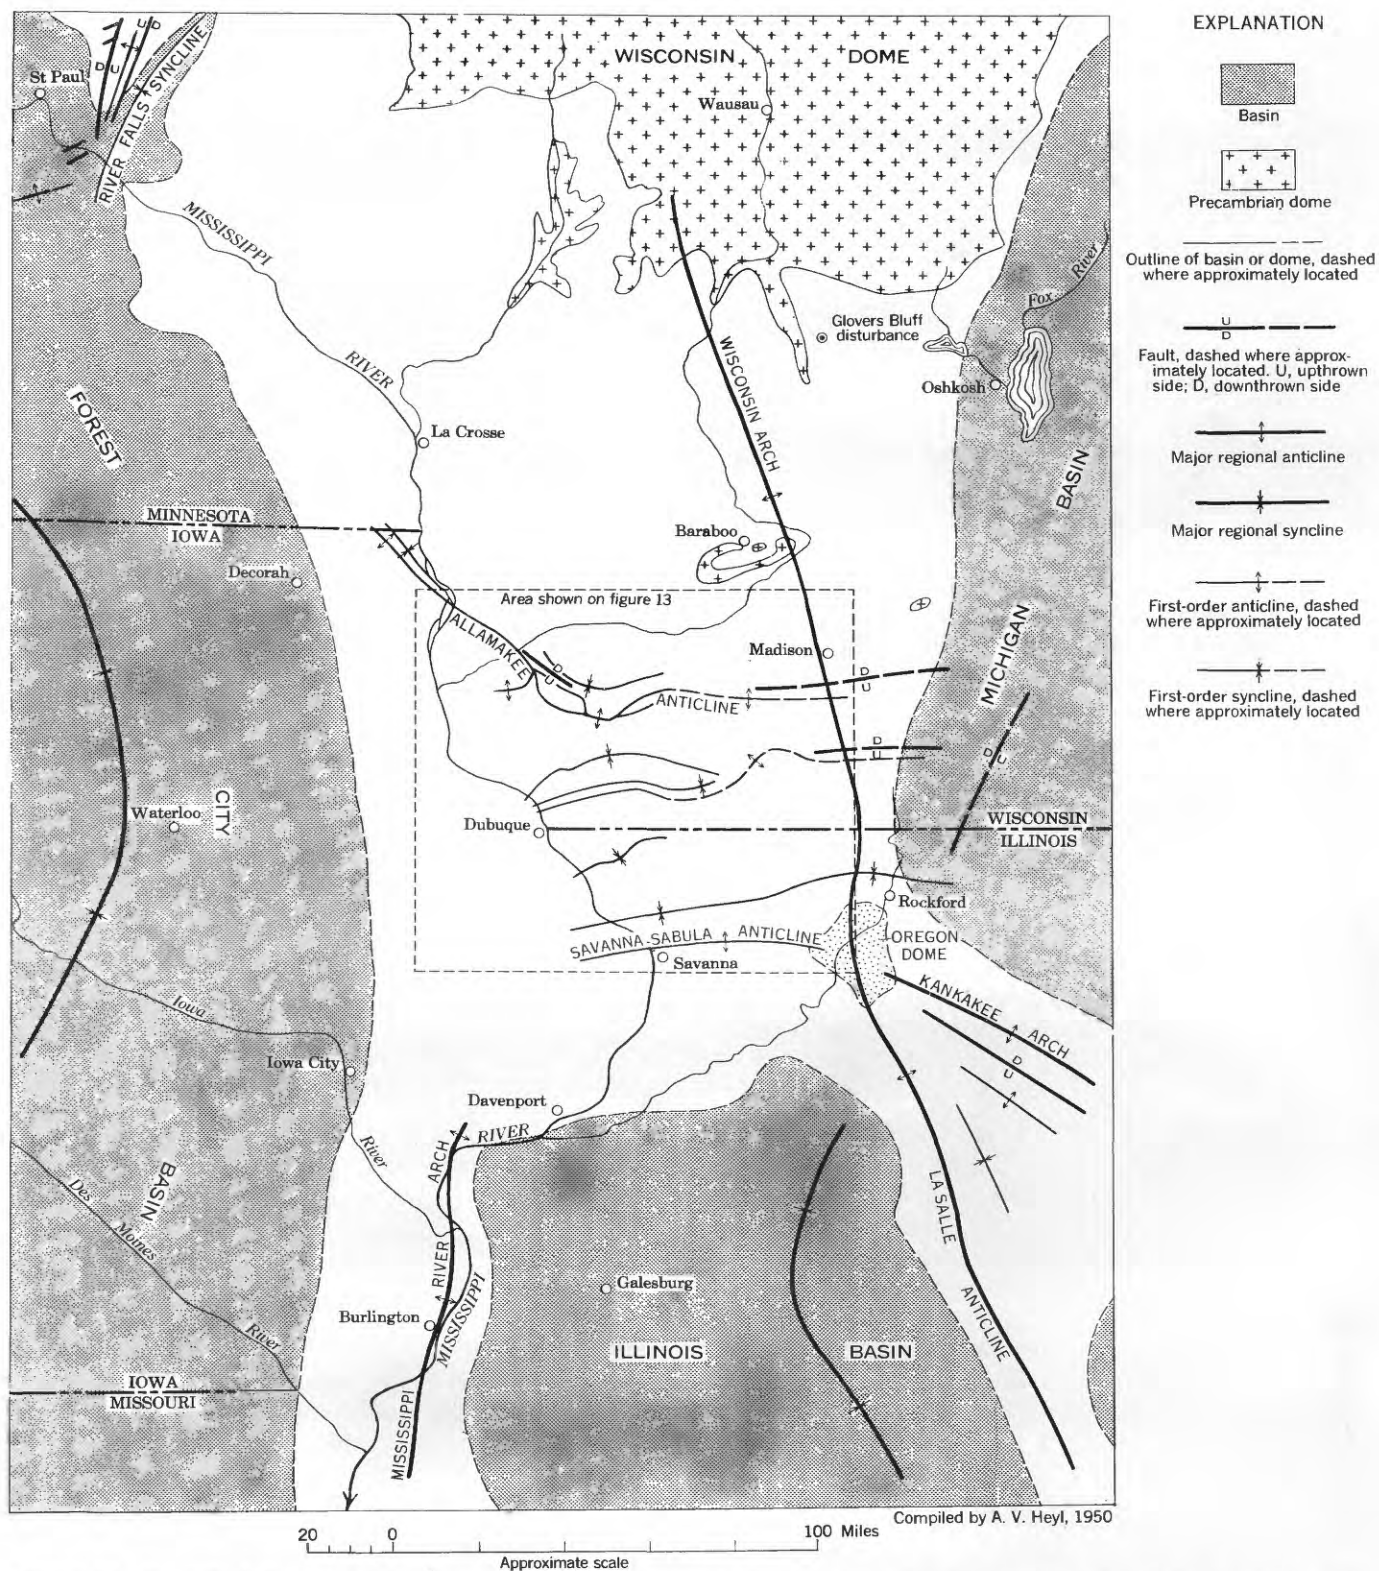 EXPLANATION
Basin
Precambrian dome
Outline of basin or dome, dashed
where approximately located
U
D
Fault, dashed where approx-
imately located. U, upthrown
side; D, downthrown side
Major regional anticline
Major regional syncline
First-order anticline, dashed
where approximately located
First-order syncline, dashed
where approximately located
WISCONSIN DOME
Wausau
St Paul
U
D
D
U
RIVER FALLS SYNCLINE
MISSISSIPPI
RIVER
Fox River
Glovers Bluff
disturbance
Oshkosh
WISCONSIN ARCH
La Crosse
FOREST
CITY
BASIN
MICHIGAN
BASIN
MINNESOTA
IOWA
Decorah
Baraboo
Area shown on figure 13
ALLAMAKEE
ANTICLINE
D
U
Madison
D
U
D
U
D
U
Waterloo
Dubuque
WISCONSIN
ILLINOIS
Rockford
SAVANNA-SABULA ANTICLINE
OREGON
DOME
Savanna
KANKAKEE ARCH
D
U
Iowa
River
Iowa City
Davenport
RIVER
MISSISSIPPI
MISSISSIPPI RIVER ARCH
LA SALLE
ANTICLINE
Des Moines
River
Galesburg
Burlington
ILLINOIS BASIN
IOWA
MISSOURI
Compiled by A. V. Heyl, 1950
20 0 100 Miles
Approximate scale